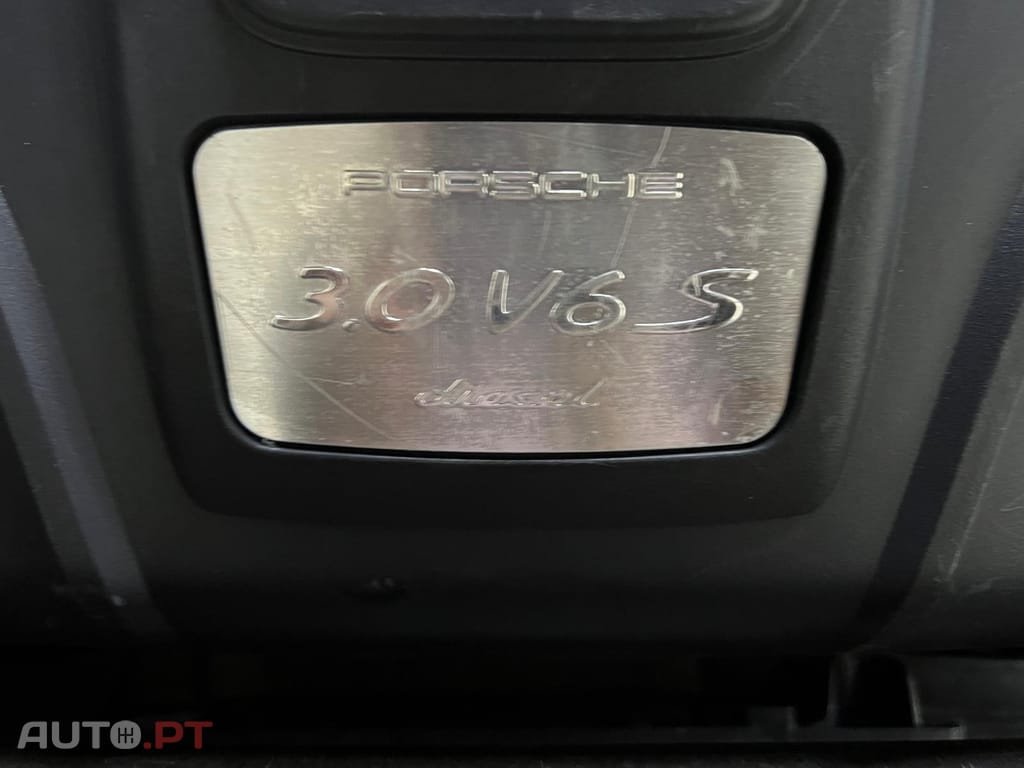 PORSCHE
3.0 V6 S
diesel
AUTO.PT